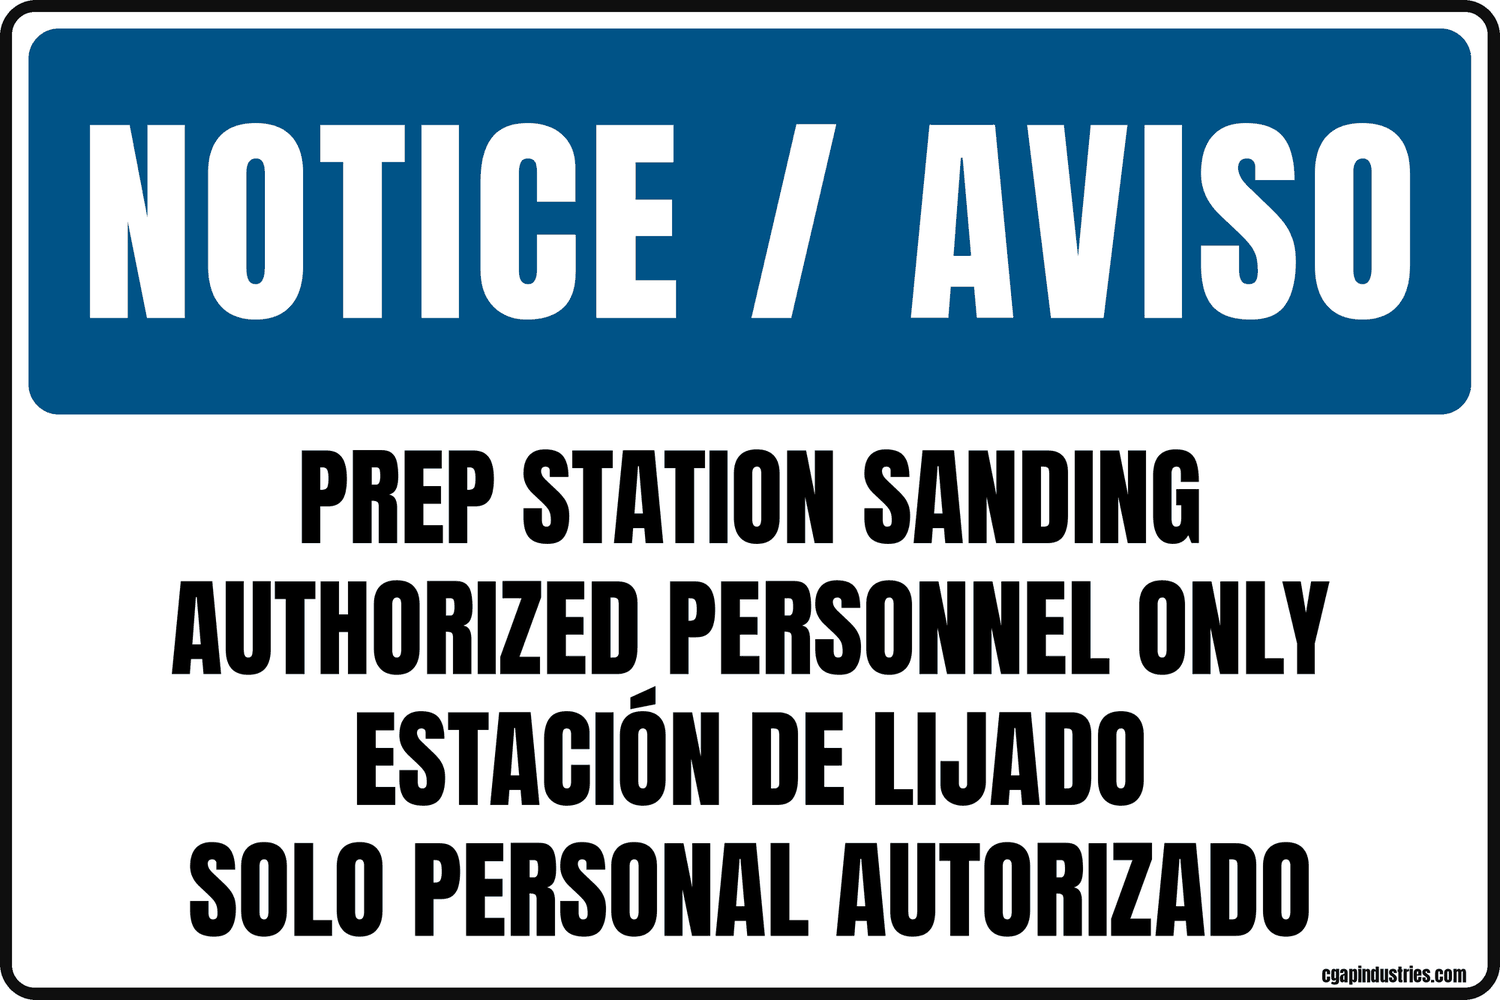 NOTICE / AVISO
PREP STATION SANDING
AUTHORIZED PERSONNEL ONLY
ESTACIÓN DE LIJADO
SOLO PERSONAL AUTORIZADO
cgapindustries.com